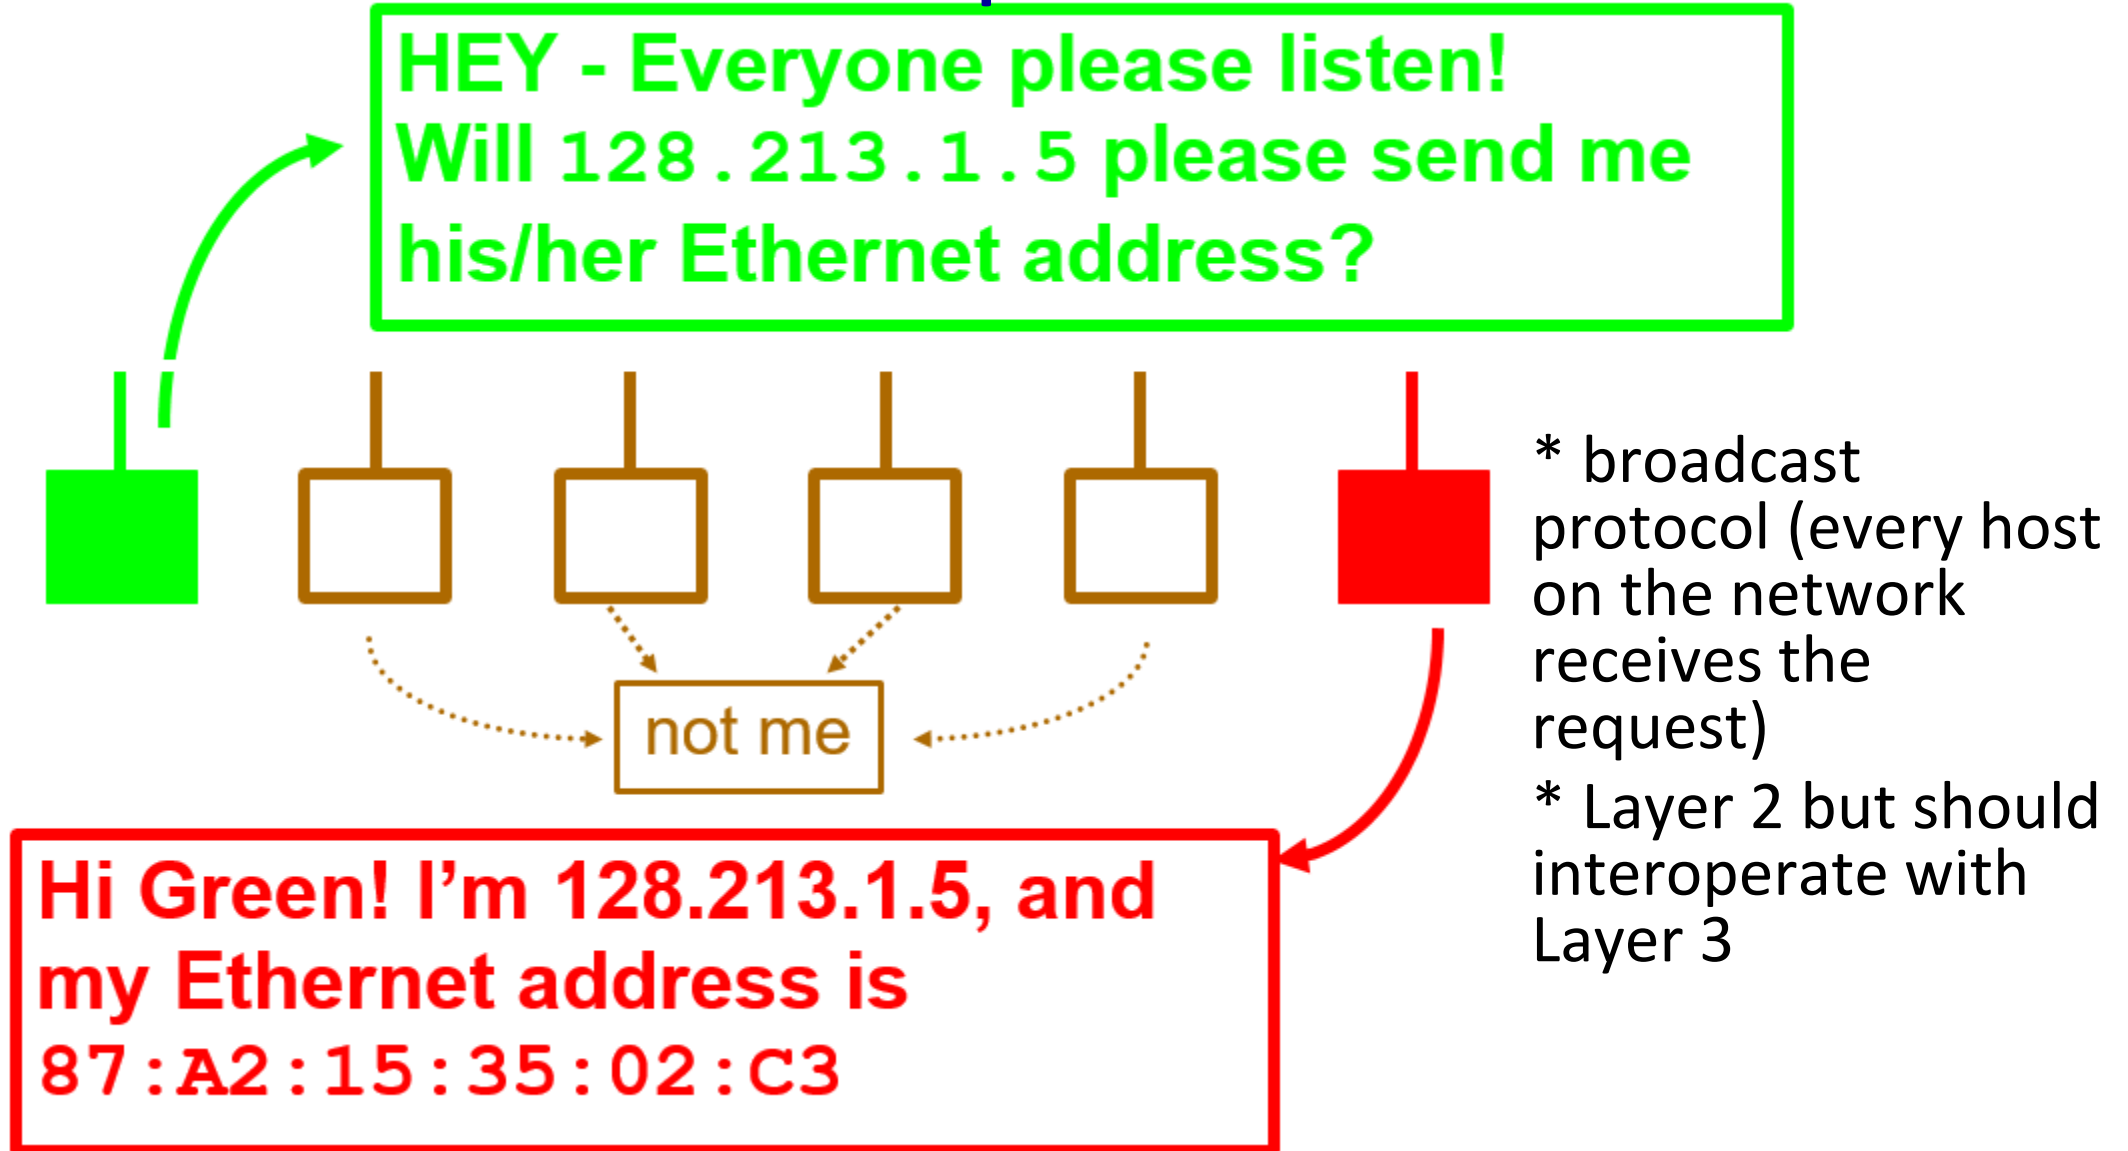 HEY - Everyone please listen!
Will 128.213.1.5 please send me
his/her Ethernet address?
* broadcast
protocol (every host
on the network
receives the
request)
* Layer 2 but should
interoperate with
Layer 3
not me
Hi Green! I’m 128.213.1.5, and
my Ethernet address is
87:A2:15:35:02:C3